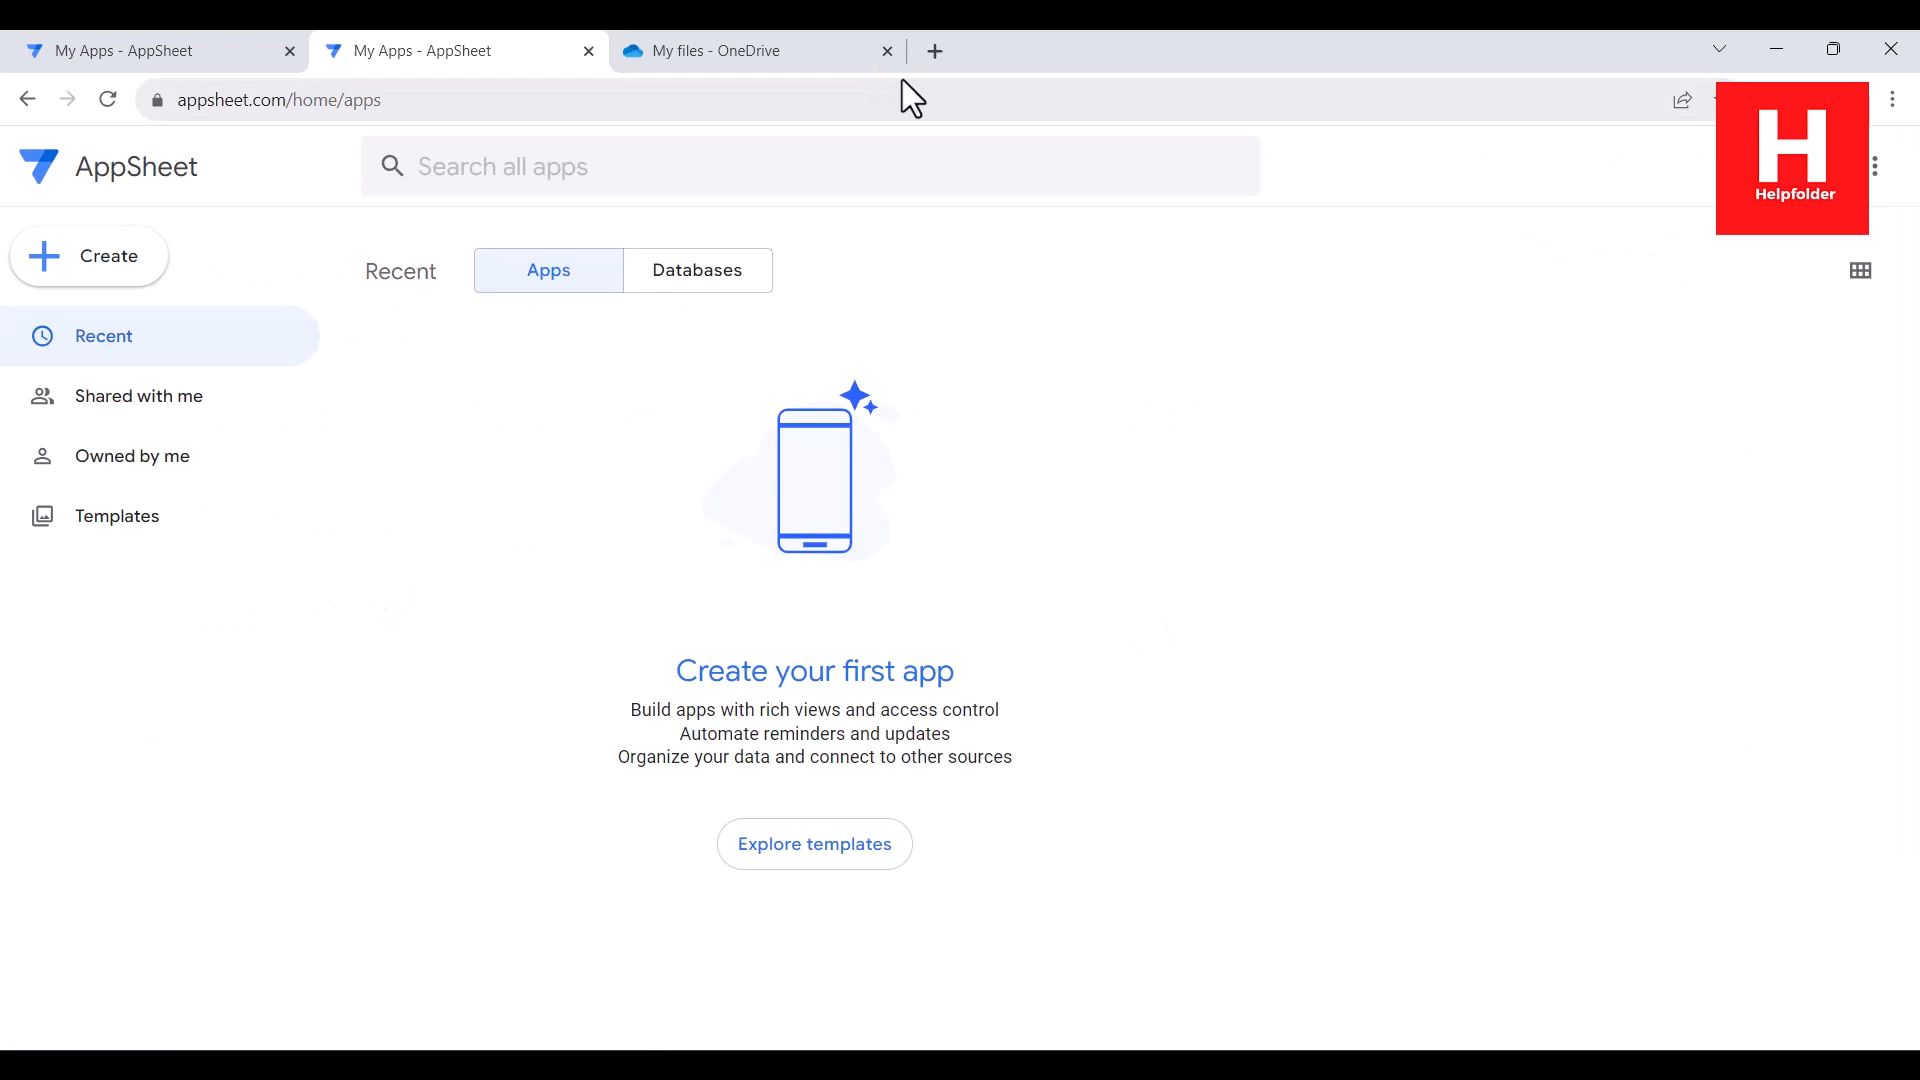 My Apps - AppSheet
My Apps - AppSheet
My files - OneDrive
appsheet.com/home/apps
H
Helpfolder
AppSheet
Search all apps
Create
Recent
Apps
Databases
Recent
Shared with me
Owned by me
Templates
Create your first app
Build apps with rich views and access control
Automate reminders and updates
Organize your data and connect to other sources
Explore templates